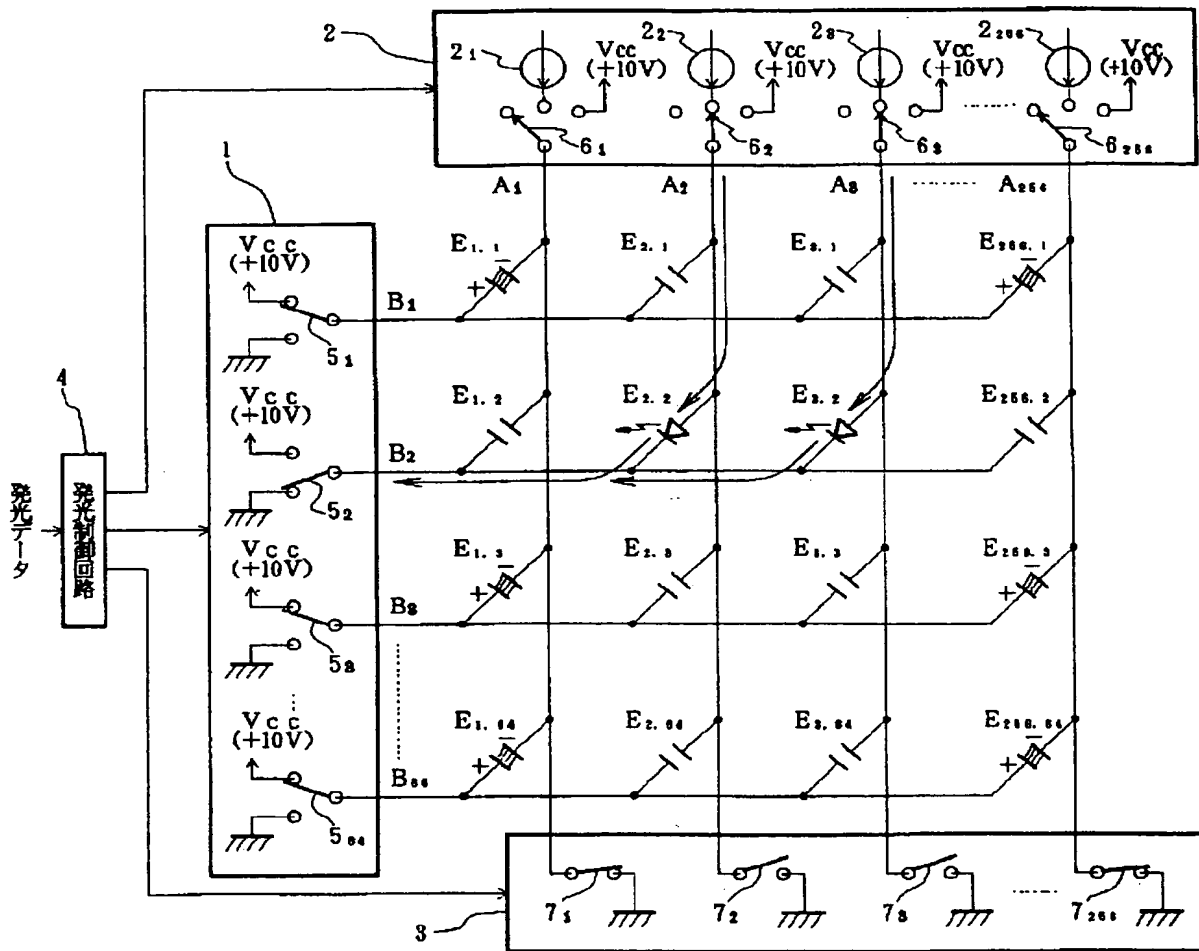 2
2₁
Vcc
(+10V)
2₂
Vcc
(+10V)
2₃
Vcc
(+10V)
2₂₅₆
Vcc
(+10V)
6₁
6₂
6₃
6₂₅₆
A₁ A₂ A₃ A₂₅₄
1
Vcc
(+10V)
5₁
B₁
E₁.₁ E₂.₁ E₃.₁ E₂₅₆.₁
+ −
+ −
4
発光データ
発光制御回路
Vcc
(+10V)
5₂
B₂
E₁.₂ E₂.₂ E₃.₂ E₂₅₆.₂
Vcc
(+10V)
5₃
B₃
E₁.₃ E₂.₃ E₃.₃ E₂₅₆.₃
+ −
+ −
Vcc
(+10V)
5₆₄
E₁.₆₄ E₂.₆₄ E₃.₆₄ E₂₅₆.₆₄
+ −
+ −
3
7₁ 7₂ 7₃ 7₂₅₆